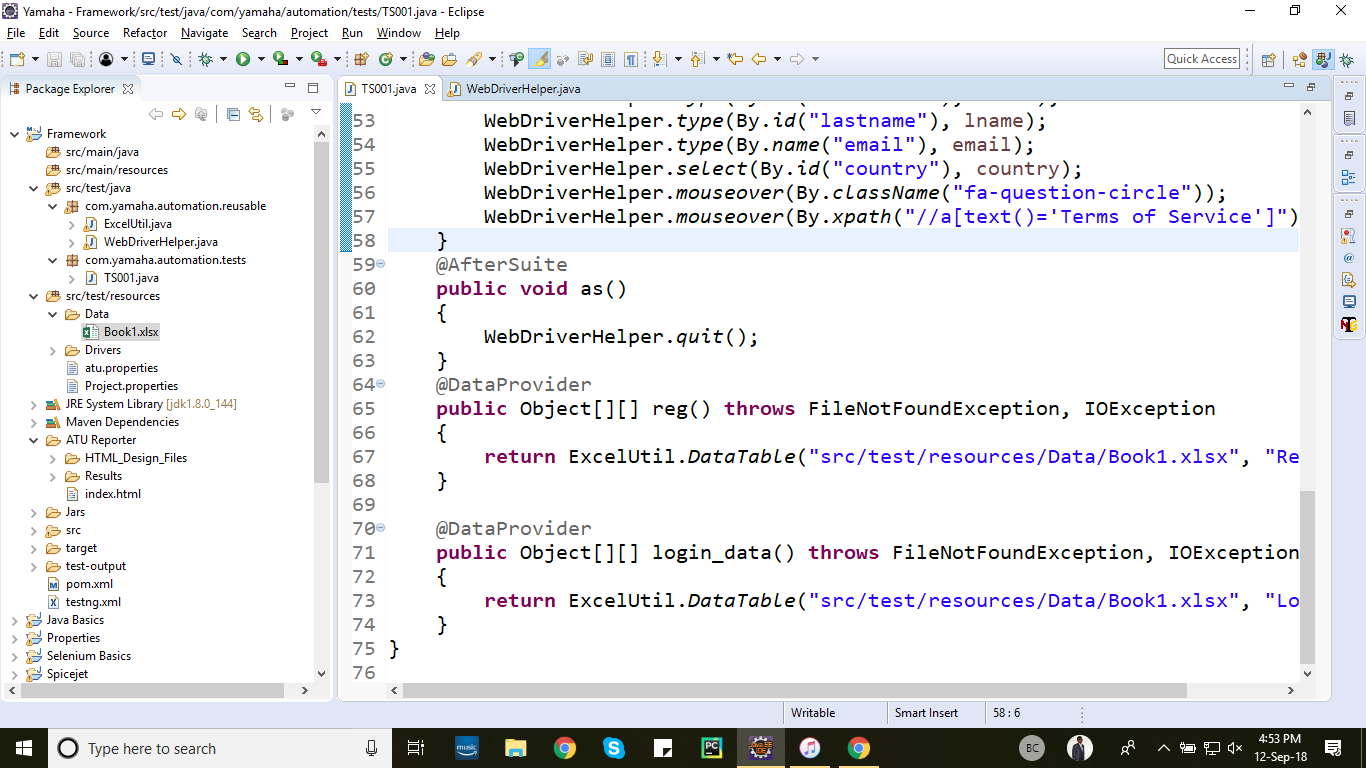 Yamaha - Framework/src/test/java/com/yamaha/automation/tests/TS001.java - Eclipse
File Edit Source Refactor Navigate Search Project Run Window Help
Quick Access
Package Explorer
TS001.java
WebDriverHelper.java
Framework
src/main/java
src/main/resources
src/test/java
com.yamaha.automation.reusable
ExcelUtil.java
WebDriverHelper.java
com.yamaha.automation.tests
TS001.java
src/test/resources
Data
Book1.xlsx
Drivers
atu.properties
Project.properties
JRE System Library [jdk1.8.0_144]
Maven Dependencies
ATU Reporter
HTML_Design_Files
Results
index.html
Jars
src
target
test-output
pom.xml
testng.xml
Java Basics
Properties
Selenium Basics
Spicejet
53 WebDriverHelper.type(By.id("lastname"), lname);
54 WebDriverHelper.type(By.name("email"), email);
55 WebDriverHelper.select(By.id("country"), country);
56 WebDriverHelper.mouseover(By.className("fa-question-circle"));
57 WebDriverHelper.mouseover(By.xpath("//a[text()='Terms of Service']")
58 }
59 @AfterSuite
60 public void as()
61 {
62 WebDriverHelper.quit();
63 }
64 @DataProvider
65 public Object[][] reg() throws FileNotFoundException, IOException
66 {
67 return ExcelUtil.DataTable("src/test/resources/Data/Book1.xlsx", "Re
68 }
69
70 @DataProvider
71 public Object[][] login_data() throws FileNotFoundException, IOException
72 {
73 return ExcelUtil.DataTable("src/test/resources/Data/Book1.xlsx", "Lo
74 }
75 }
76
Writable Smart Insert 58 : 6
Type here to search
music
PC
Java EE
IDE
BC
4:53 PM
12-Sep-18